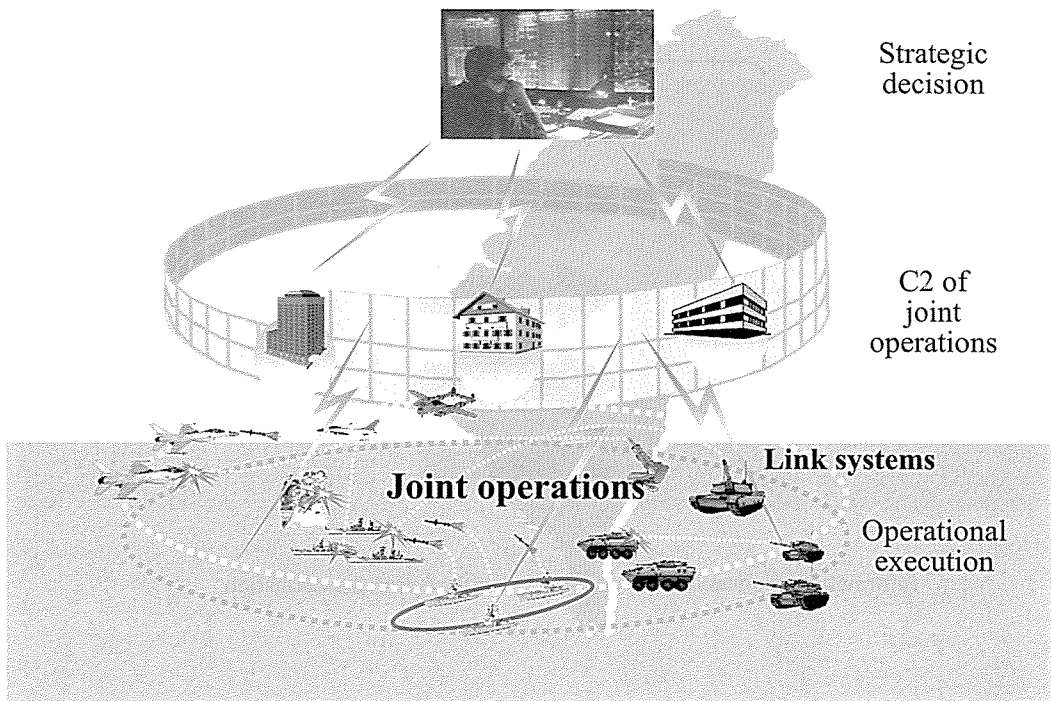 Strategic
decision
C2 of
joint
operations
Link systems
Joint operations
Operational
execution